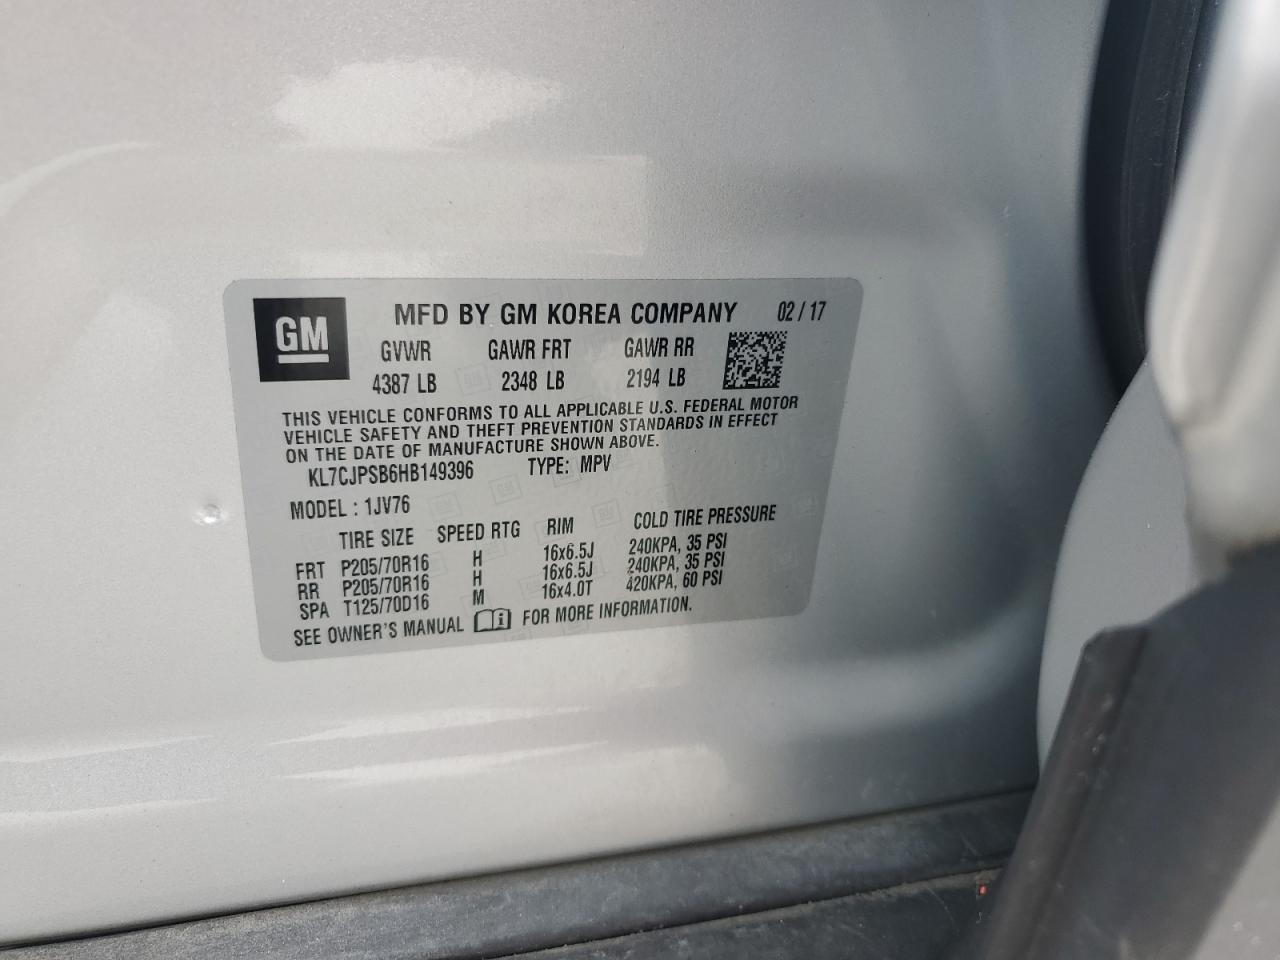 GM
MFD BY GM KOREA COMPANY 02 / 17
GVWR GAWR FRT GAWR RR
4387 LB 2348 LB 2194 LB
THIS VEHICLE CONFORMS TO ALL APPLICABLE U.S. FEDERAL MOTOR
VEHICLE SAFETY AND THEFT PREVENTION STANDARDS IN EFFECT
ON THE DATE OF MANUFACTURE SHOWN ABOVE.
KL7CJPSB6HB149396 TYPE: MPV
MODEL : 1JV76
TIRE SIZE SPEED RTG RIM COLD TIRE PRESSURE
FRT P205/70R16 H 16x6.5J 240KPA, 35 PSI
RR P205/70R16 H 16x6.5J 240KPA, 35 PSI
SPA T125/70D16 M 16x4.0T 420KPA, 60 PSI
SEE OWNER'S MANUAL i FOR MORE INFORMATION.